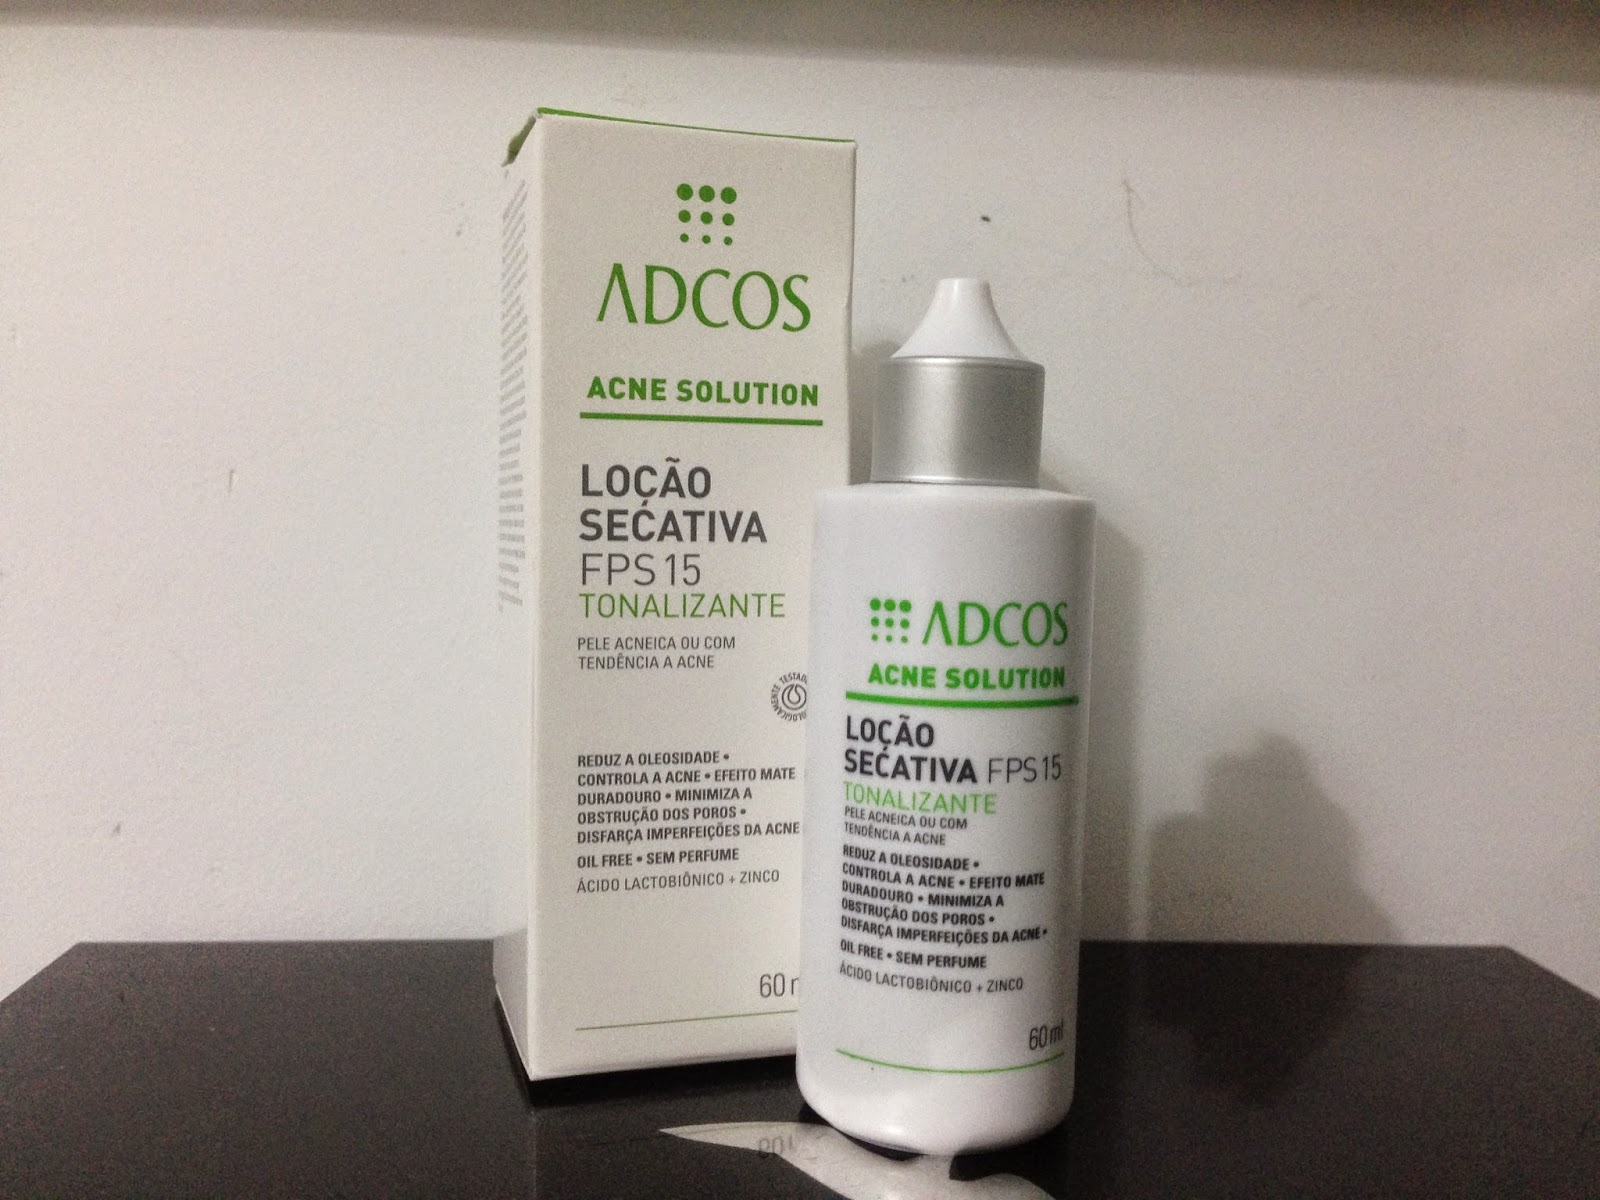 ADCOS
ACNE SOLUTION
LOÇÃO
SECATIVA
FPS 15
TONALIZANTE
PELE ACNEICA OU COM
TENDÊNCIA A ACNE
REDUZ A OLEOSIDADE •
CONTROLA A ACNE • EFEITO MATE
DURADOURO • MINIMIZA A
OBSTRUÇÃO DOS POROS •
DISFARÇA IMPERFEIÇÕES DA ACNE
OIL FREE • SEM PERFUME
ÁCIDO LACTOBIÔNICO + ZINCO
60
ADCOS
ACNE SOLUTION
LOÇÃO
SECATIVA FPS 15
TONALIZANTE
PELE ACNEICA OU COM
TENDÊNCIA A ACNE
REDUZ A OLEOSIDADE •
CONTROLA A ACNE • EFEITO MATE
DURADOURO • MINIMIZA A
OBSTRUÇÃO DOS POROS •
DISFARÇA IMPERFEIÇÕES DA ACNE •
OIL FREE • SEM PERFUME
ÁCIDO LACTOBIÔNICO + ZINCO
60 ml